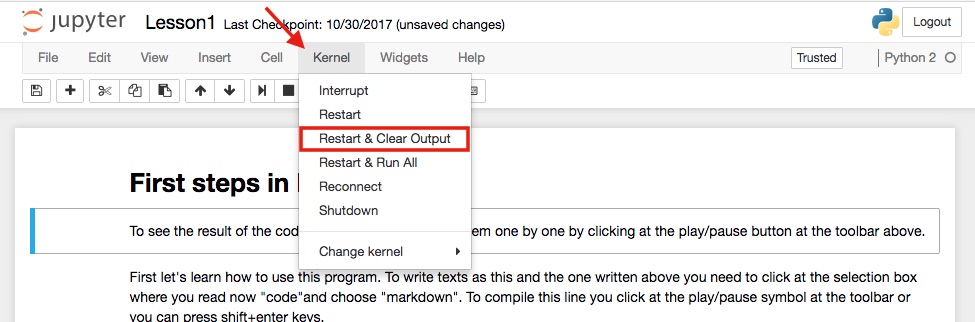 jupyter Lesson1 Last Checkpoint: 10/30/2017 (unsaved changes) Logout
File Edit View Insert Cell Kernel Widgets Help Trusted Python 2
Interrupt
Restart
Restart & Clear Output
Restart & Run All
Reconnect
Shutdown
Change kernel
First steps in
To see the result of the cod em one by one by clicking at the play/pause button at the toolbar above.
First let's learn how to use this program. To write texts as this and the one written above you need to click at the selection box
where you read now "code"and choose "markdown". To compile this line you click at the play/pause symbol at the toolbar or
you can press shift+enter keys.